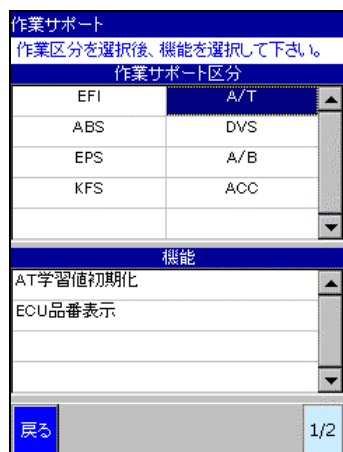 作業サポート
作業区分を選択後、機能を選択して下さい。
作業サポート区分
EFI A/T
ABS DVS
EPS A/B
KFS ACC
機能
AT学習値初期化
ECU品番表示
戻る 1/2